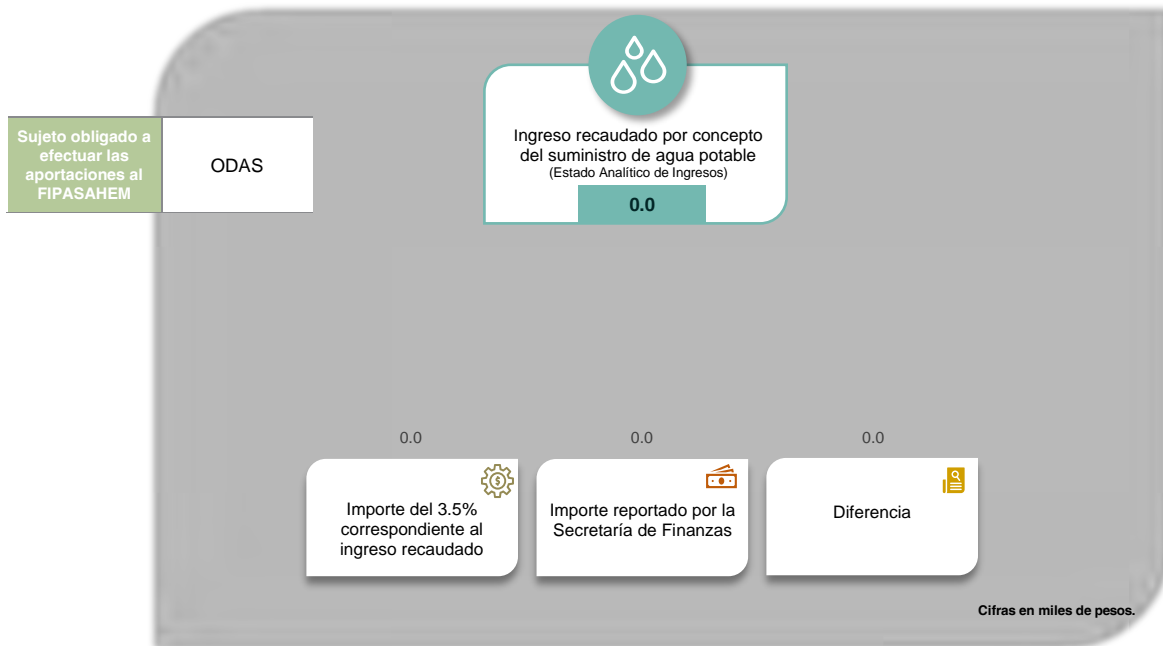 Sujeto obligado a
efectuar las
aportaciones al
FIPASAHEM
ODAS
Ingreso recaudado por concepto
del suministro de agua potable
(Estado Analítico de Ingresos)
0.0
0.0
0.0
0.0
Importe del 3.5%
correspondiente al
ingreso recaudado
Importe reportado por la
Secretaría de Finanzas
Diferencia
Cifras en miles de pesos.